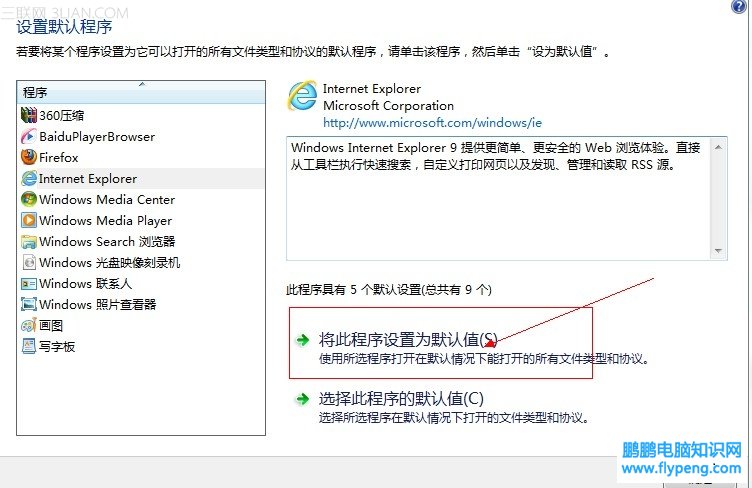 三联网 3LIAN.COM
设置默认程序
若要将某个程序设置为它可以打开的所有文件类型和协议的默认程序，请单击该程序，然后单击“设为默认值”。
程序
360压缩
BaiduPlayerBrowser
Firefox
Internet Explorer
Windows Media Center
Windows Media Player
Windows Search 浏览器
Windows 光盘映像刻录机
Windows 联系人
Windows 照片查看器
画图
写字板
Internet Explorer
Microsoft Corporation
http://www.microsoft.com/windows/ie
Windows Internet Explorer 9 提供更简单、更安全的 Web 浏览体验。直接
从工具栏执行快速搜索，自定义打印网页以及发现、管理和读取 RSS 源。
此程序具有 5 个默认设置(总共有 9 个)
将此程序设置为默认值(S)
使用所选程序打开在默认情况下能打开的所有文件类型和协议。
选择此程序的默认值(C)
选择所选程序在默认情况下打开的文件类型和协议。
鹏鹏电脑知识网
www.flypeng.com